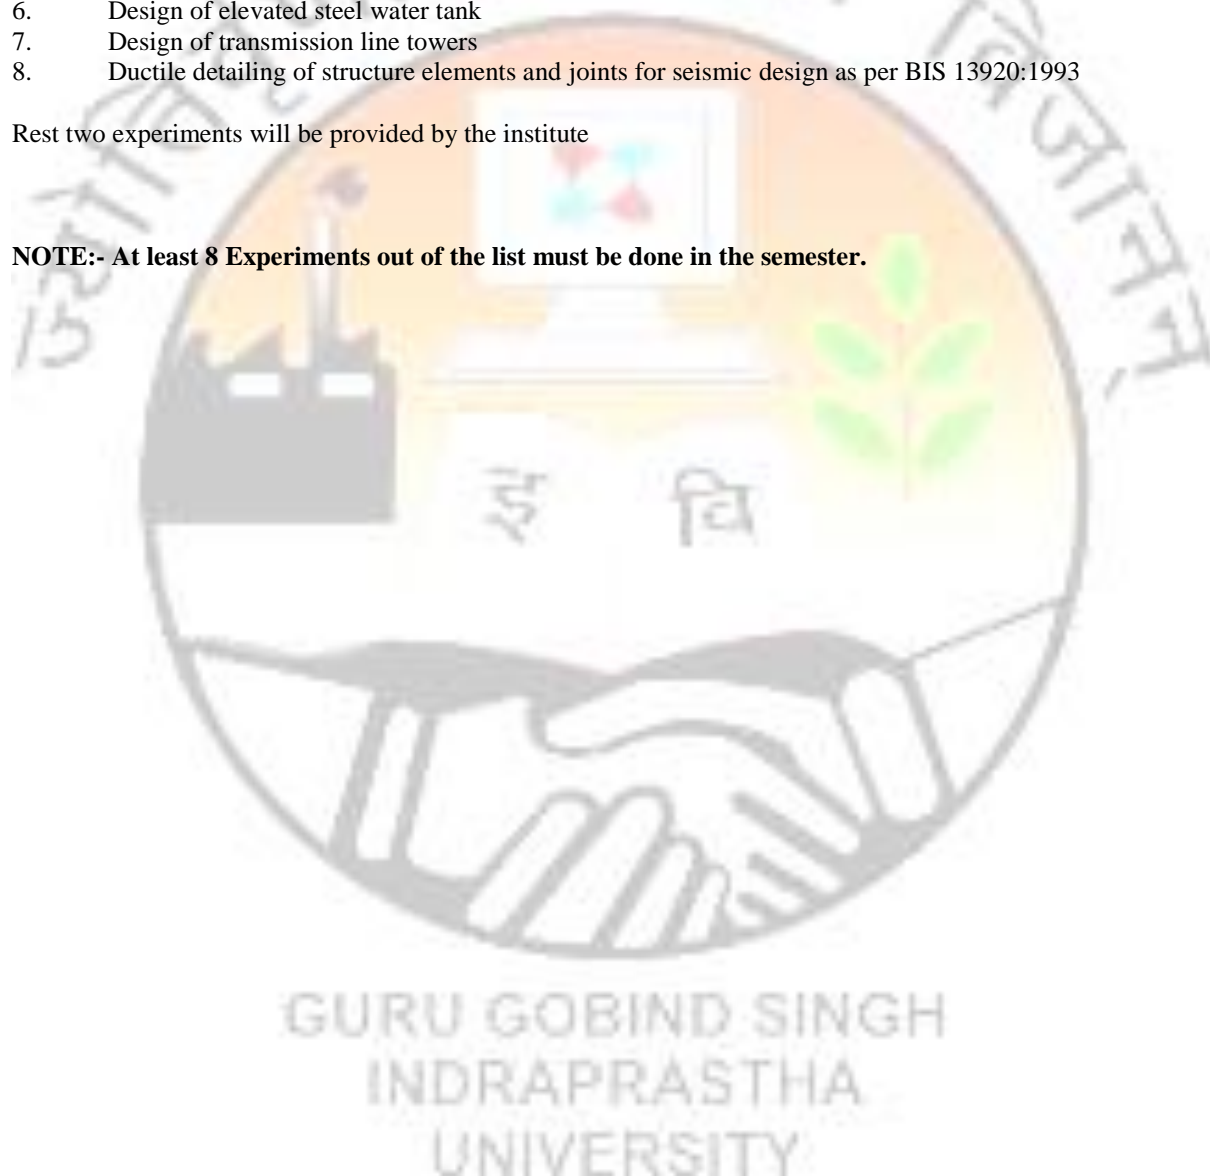 6. Design of elevated steel water tank
7. Design of transmission line towers
8. Ductile detailing of structure elements and joints for seismic design as per BIS 13920:1993
Rest two experiments will be provided by the institute
NOTE:- At least 8 Experiments out of the list must be done in the semester.
इ वि
GURU GOBIND SINGH
INDRAPRASTHA
UNIVERSITY